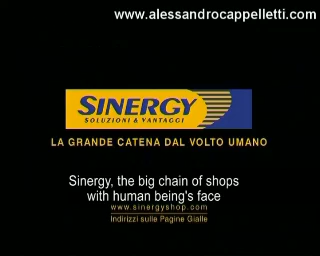 www.alessandrocappelletti.com
SINERGY
SOLUZIONI & VANTAGGI
LA GRANDE CATENA DAL VOLTO UMANO
Sinergy, the big chain of shops
with human being's face
www.sinergyshop.com
Indirizzi sulle Pagine Gialle